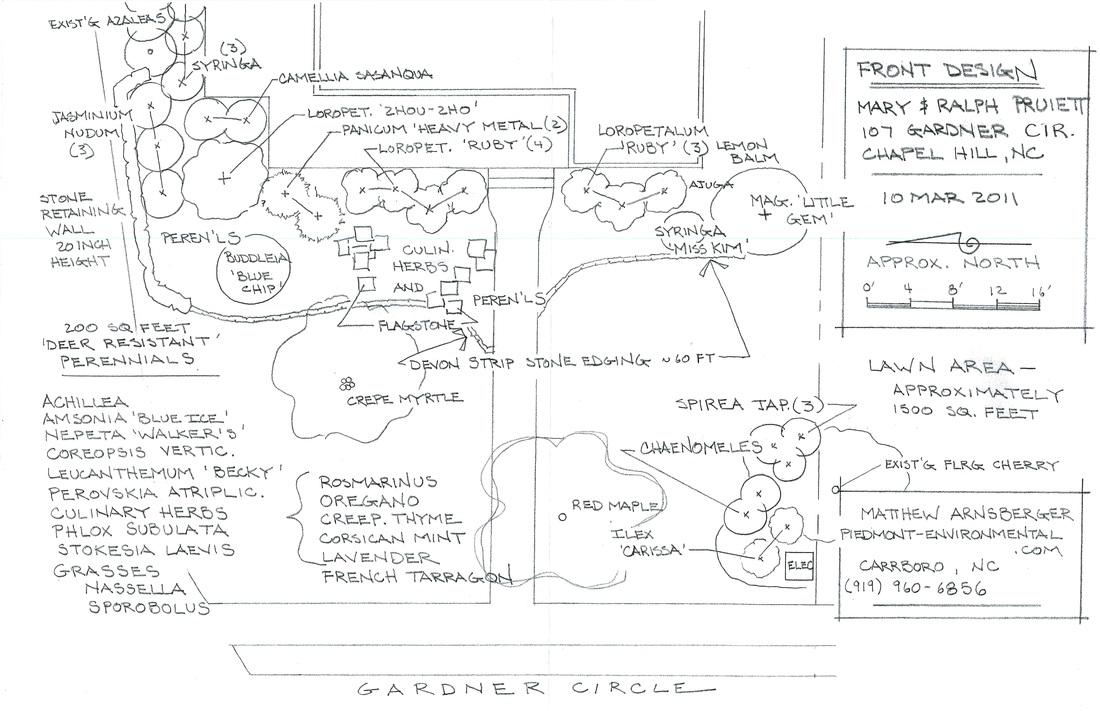 EXIST'G AZALEAS
(3)
SYRINGA
CAMELLIA SASANQUA
JASMINIUM
NUDUM
(3)
LOROPET. 'ZHOU-ZHO'
PANICUM 'HEAVY METAL (2)
LOROPET. 'RUBY' (4)
LOROPETALUM
'RUBY' (3)
LEMON
BALM
AJUGA
MAG. 'LITTLE
GEM'
SYRINGA
'MISS KIM'
STONE
RETAINING
WALL
20 INCH
HEIGHT
PEREN'LS
BUDDLEIA
'BLUE
CHIP'
CULIN.
HERBS
AND
PEREN'LS
FLAGSTONE
DEVON STRIP STONE EDGING ~60 FT
200 SQ FEET
'DEER RESISTANT'
PERENNIALS
CREPE MYRTLE
ACHILLEA
AMSONIA 'BLUE ICE'
NEPETA 'WALKER'S'
COREOPSIS VERTIC.
LEUCANTHEMUM 'BECKY'
PEROVSKIA ATRIPLIC.
CULINARY HERBS
PHLOX SUBULATA
STOKESIA LAEVIS
GRASSES
NASSELLA
SPOROBOLUS
ROSMARINUS
OREGANO
CREEP. THYME
CORSICAN MINT
LAVENDER
FRENCH TARRAGON
SPIREA JAP. (3)
CHAENOMELES
RED MAPLE
ILEX
'CARISSA'
ELEC
FRONT DESIGN
MARY & RALPH PRUIETT
107 GARDNER CIR.
CHAPEL HILL, NC
10 MAR 2011
APPROX. NORTH
0' 4 8' 12 16'
LAWN AREA -
APPROXIMATELY
1500 SQ. FEET
EXIST'G FLRG CHERRY
MATTHEW ARNSBERGER
PIEDMONT-ENVIRONMENTAL
.COM
CARRBORO, NC
(919) 960-6856
GARDNER CIRCLE